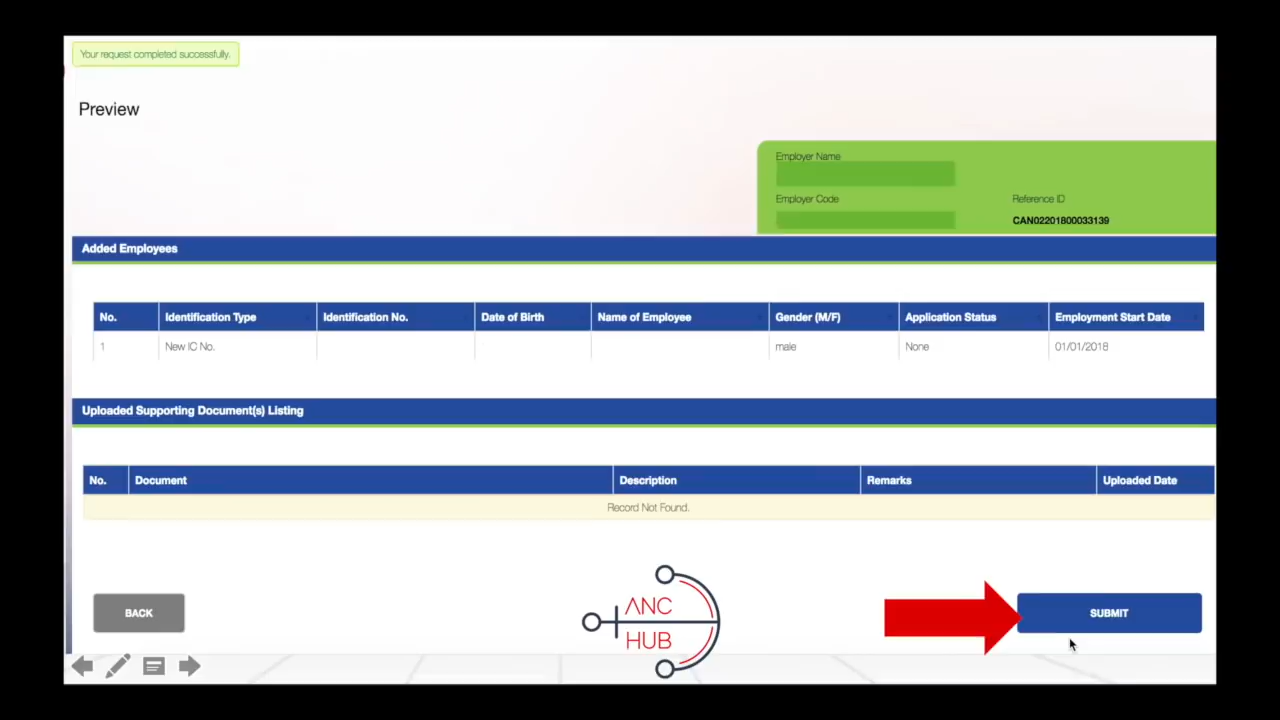 Your request completed successfully.
Preview
Employer Name
Employer Code
Reference ID
CAN02201800033139
Added Employees
No. Identification Type Identification No. Date of Birth Name of Employee Gender (M/F) Application Status Employment Start Date
1 New IC No. male None 01/01/2018
Uploaded Supporting Document(s) Listing
No. Document Description Remarks Uploaded Date
Record Not Found.
BACK
ANC
HUB
SUBMIT